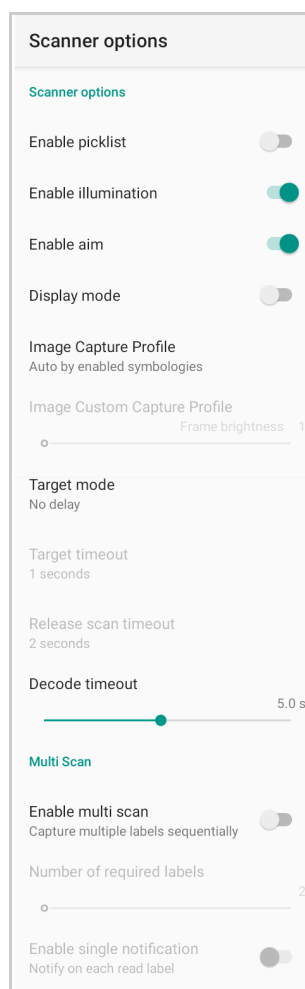 Scanner options
Scanner options
Enable picklist
Enable illumination
Enable aim
Display mode
Image Capture Profile
Auto by enabled symbologies
Image Custom Capture Profile
Frame brightness 1
Target mode
No delay
Target timeout
1 seconds
Release scan timeout
2 seconds
Decode timeout
5.0 s
Multi Scan
Enable multi scan
Capture multiple labels sequentially
Number of required labels
2
Enable single notification
Notify on each read label